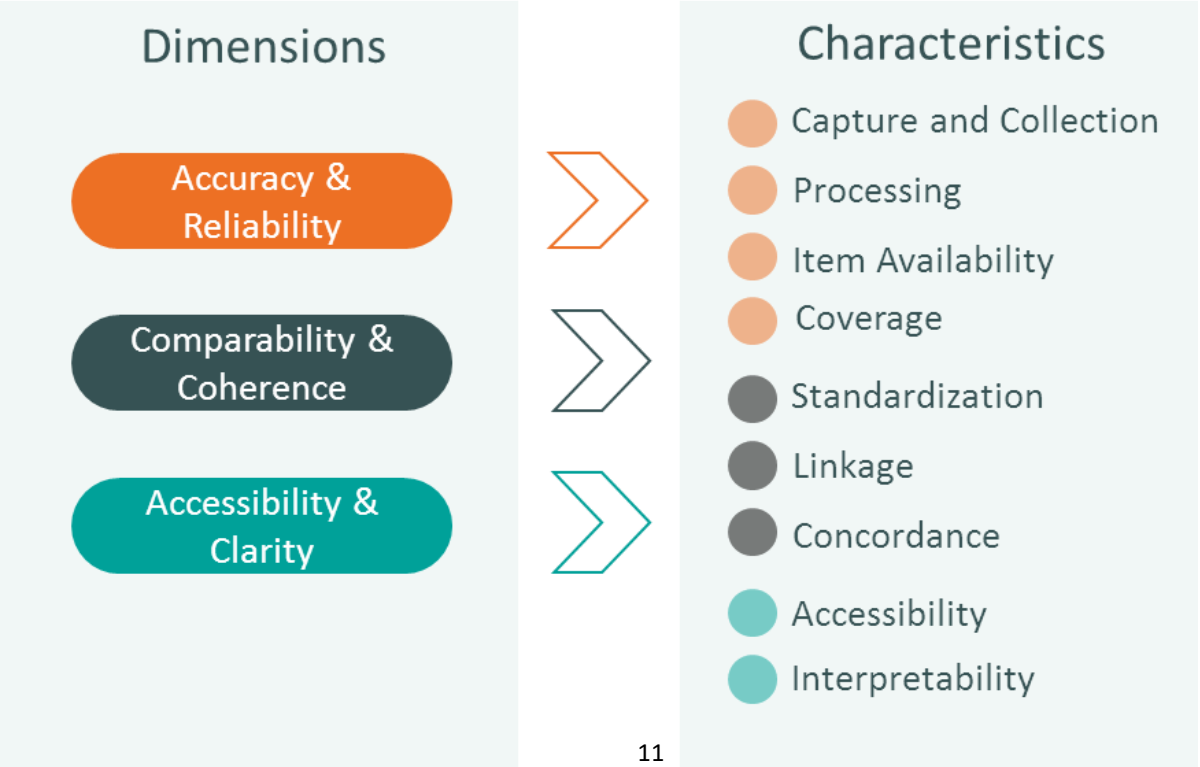 Dimensions
Accuracy &
Reliability
Comparability &
Coherence
Accessibility &
Clarity
Characteristics
Capture and Collection
Processing
Item Availability
Coverage
Standardization
Linkage
Concordance
Accessibility
Interpretability
11